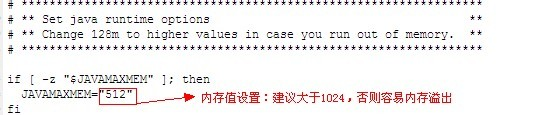 # **************************************************************
# ** Set java runtime options                                 **
# ** Change 128m to higher values in case you run out of memory.  **
# **************************************************************
if [ -z "$JAVAMAXMEM" ]; then
JAVAMAXMEM="512"
内存值设置：建议大于1024，否则容易内存溢出
fi